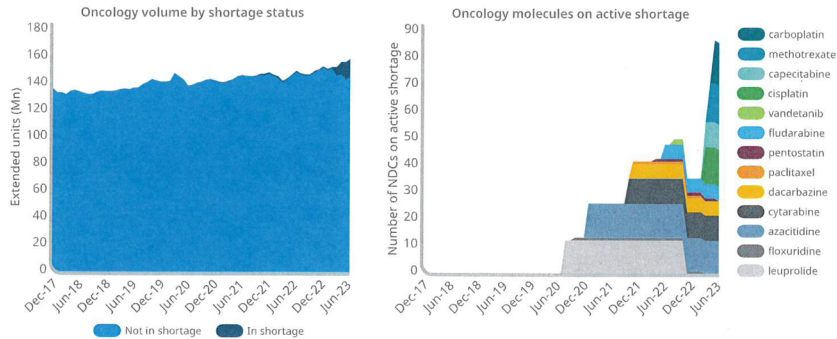 Oncology volume by shortage status
Extended units (Mn)
180
160
140
120
100
80
60
40
20
0
Dec-17
Jun-18
Dec-18
Jun-19
Dec-19
Jun-20
Dec-20
Jun-21
Dec-21
Jun-22
Dec-22
Jun-23
Not in shortage
In shortage
Oncology molecules on active shortage
Number of NDCs on active shortage
90
80
70
60
50
40
30
20
10
0
Dec-17
Jun-18
Dec-18
Jun-19
Dec-19
Jun-20
Dec-20
Jun-21
Dec-21
Jun-22
Dec-22
Jun-23
carboplatin
methotrexate
capecitabine
cisplatin
vandetanib
fludarabine
pentostatin
paclitaxel
dacarbazine
cytarabine
azacitidine
floxuridine
leuprolide